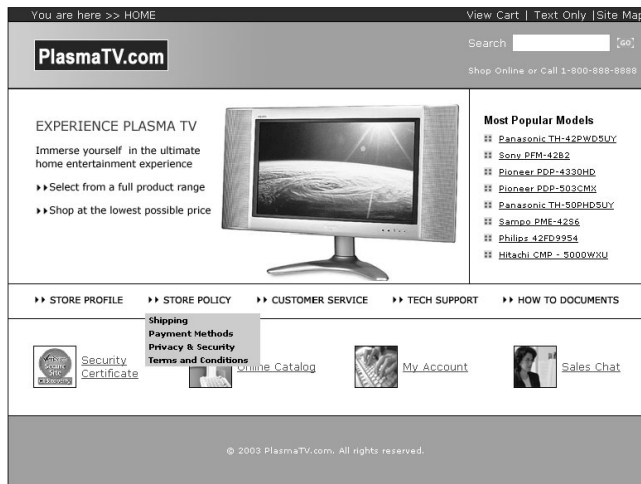 You are here >> HOME
View Cart | Text Only |Site Map
PlasmaTV.com
Search
[GO]
Shop Online or Call 1-800-888-8888
EXPERIENCE PLASMA TV
Immerse yourself in the ultimate
home entertainment experience
Select from a full product range
Shop at the lowest possible price
Most Popular Models
Panasonic TH-42PWD5UY
Sony PFM-42B2
Pioneer PDP-4330HD
Pioneer PDP-503CMX
Panasonic TH-50PHD5UY
Sampo PME-42S6
Philips 42FD9954
Hitachi CMP - 5000WXU
STORE PROFILE
STORE POLICY
CUSTOMER SERVICE
TECH SUPPORT
HOW TO DOCUMENTS
Shipping
Payment Methods
Privacy & Security
Terms and Conditions
Secure
Site
Security
Certificate
Online Catalog
My Account
Sales Chat
© 2003 PlasmaTV.com. All rights reserved.